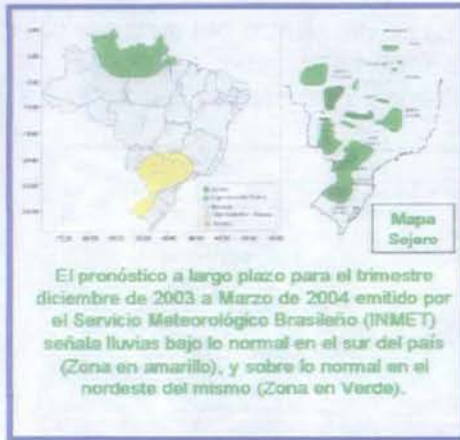 Mapa
Sojero
El pronóstico a largo plazo para el trimestre
diciembre de 2003 a Marzo de 2004 emitido por
el Servicio Meteorológico Brasileño (INMET)
señala lluvias bajo lo normal en el sur del país
(Zona en amarillo), y sobre lo normal en el
nordeste del mismo (Zona en Verde).